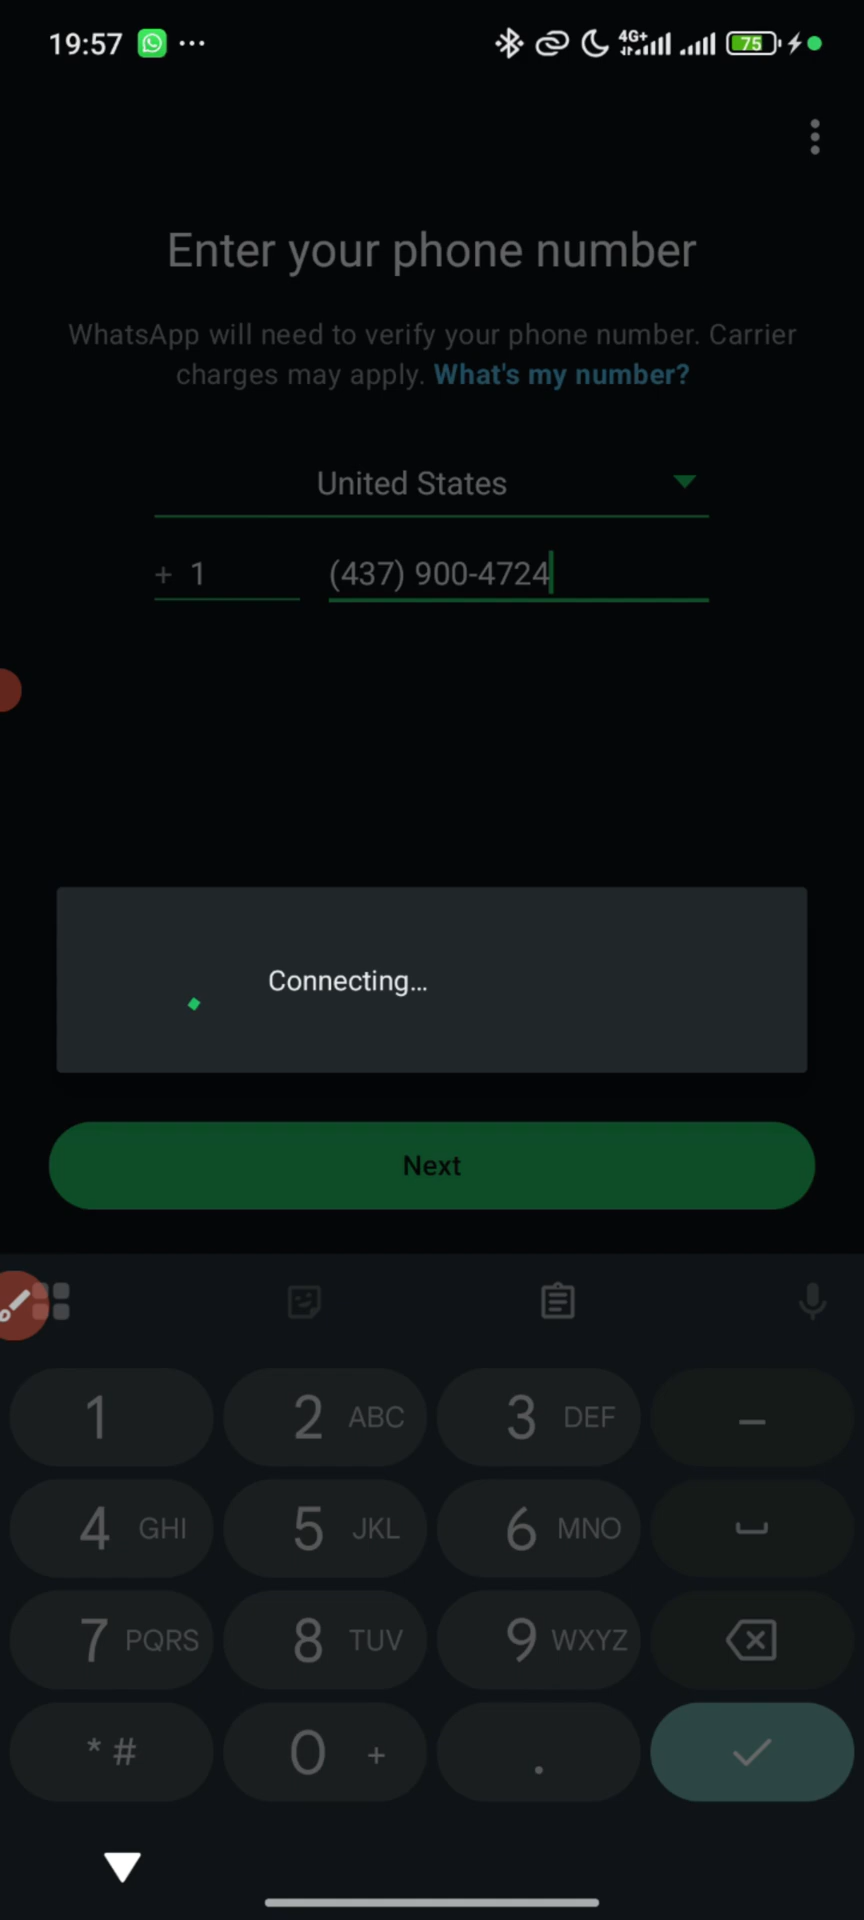 19:57
4G+
75
Enter your phone number
WhatsApp will need to verify your phone number. Carrier
charges may apply. What's my number?
United States
+ 1 (437) 900-4724
Connecting...
Next
1 2 ABC 3 DEF –
4 GHI 5 JKL 6 MNO
7 PQRS 8 TUV 9 WXYZ
* # 0 + .